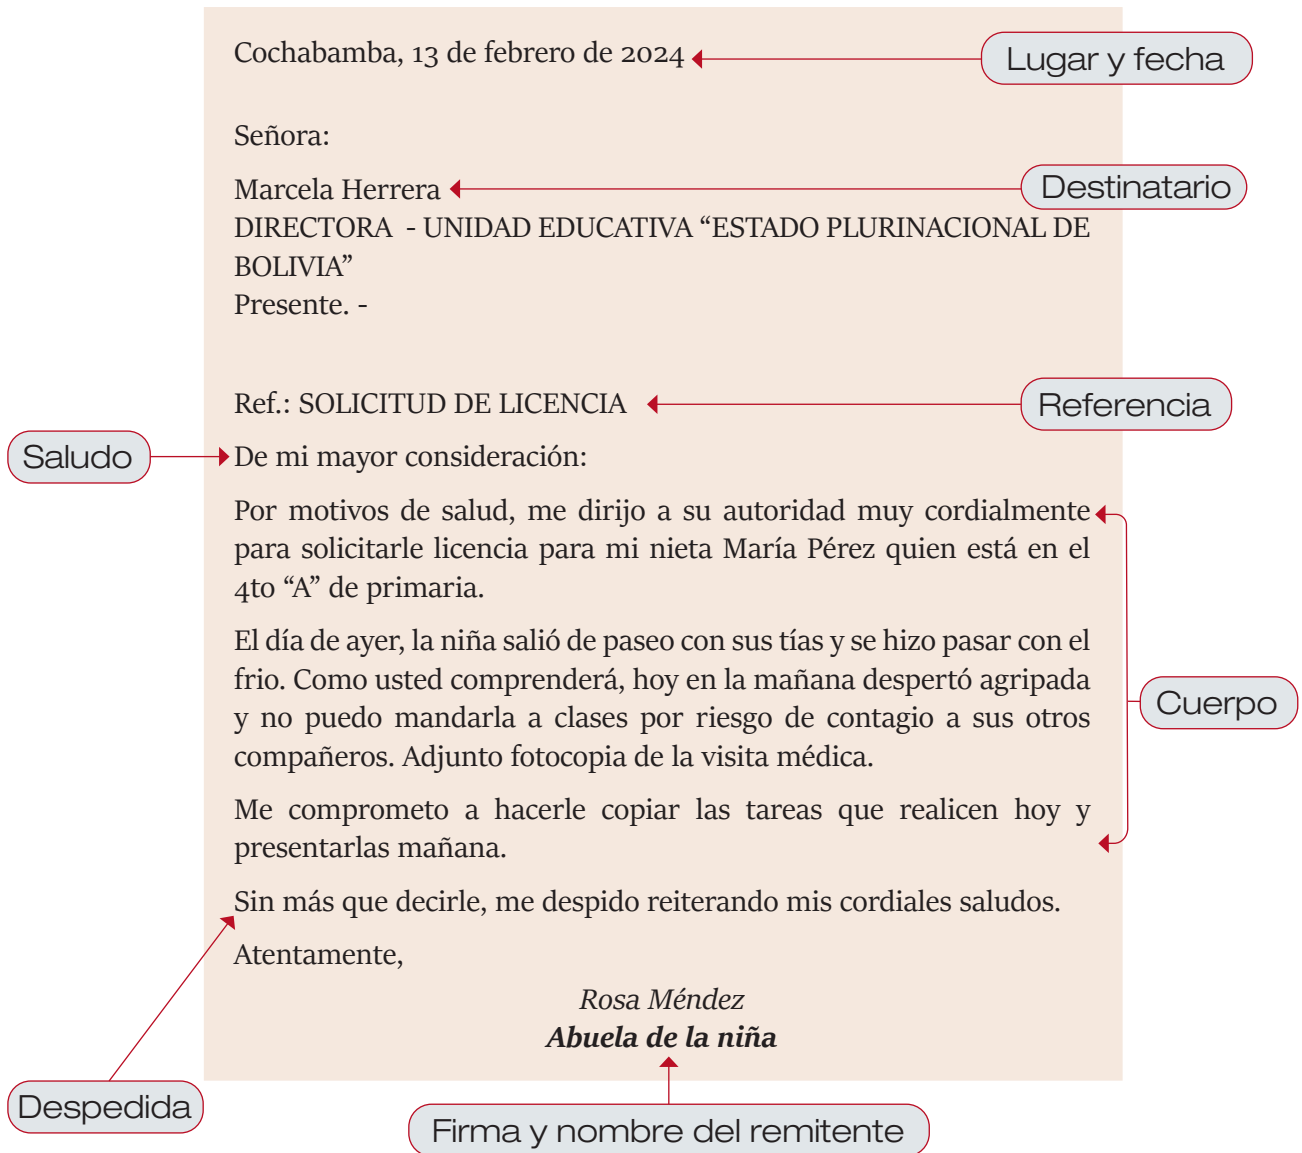 Cochabamba, 13 de febrero de 2024
Lugar y fecha
Señora:
Marcela Herrera
Destinatario
DIRECTORA - UNIDAD EDUCATIVA “ESTADO PLURINACIONAL DE
BOLIVIA”
Presente. -
Ref.: SOLICITUD DE LICENCIA
Referencia
Saludo
De mi mayor consideración:
Por motivos de salud, me dirijo a su autoridad muy cordialmente
para solicitarle licencia para mi nieta María Pérez quien está en el
4to “A” de primaria.
El día de ayer, la niña salió de paseo con sus tías y se hizo pasar con el
frio. Como usted comprenderá, hoy en la mañana despertó agripada
y no puedo mandarla a clases por riesgo de contagio a sus otros
compañeros. Adjunto fotocopia de la visita médica.
Cuerpo
Me comprometo a hacerle copiar las tareas que realicen hoy y
presentarlas mañana.
Sin más que decirle, me despido reiterando mis cordiales saludos.
Atentamente,
Rosa Méndez
Abuela de la niña
Despedida
Firma y nombre del remitente